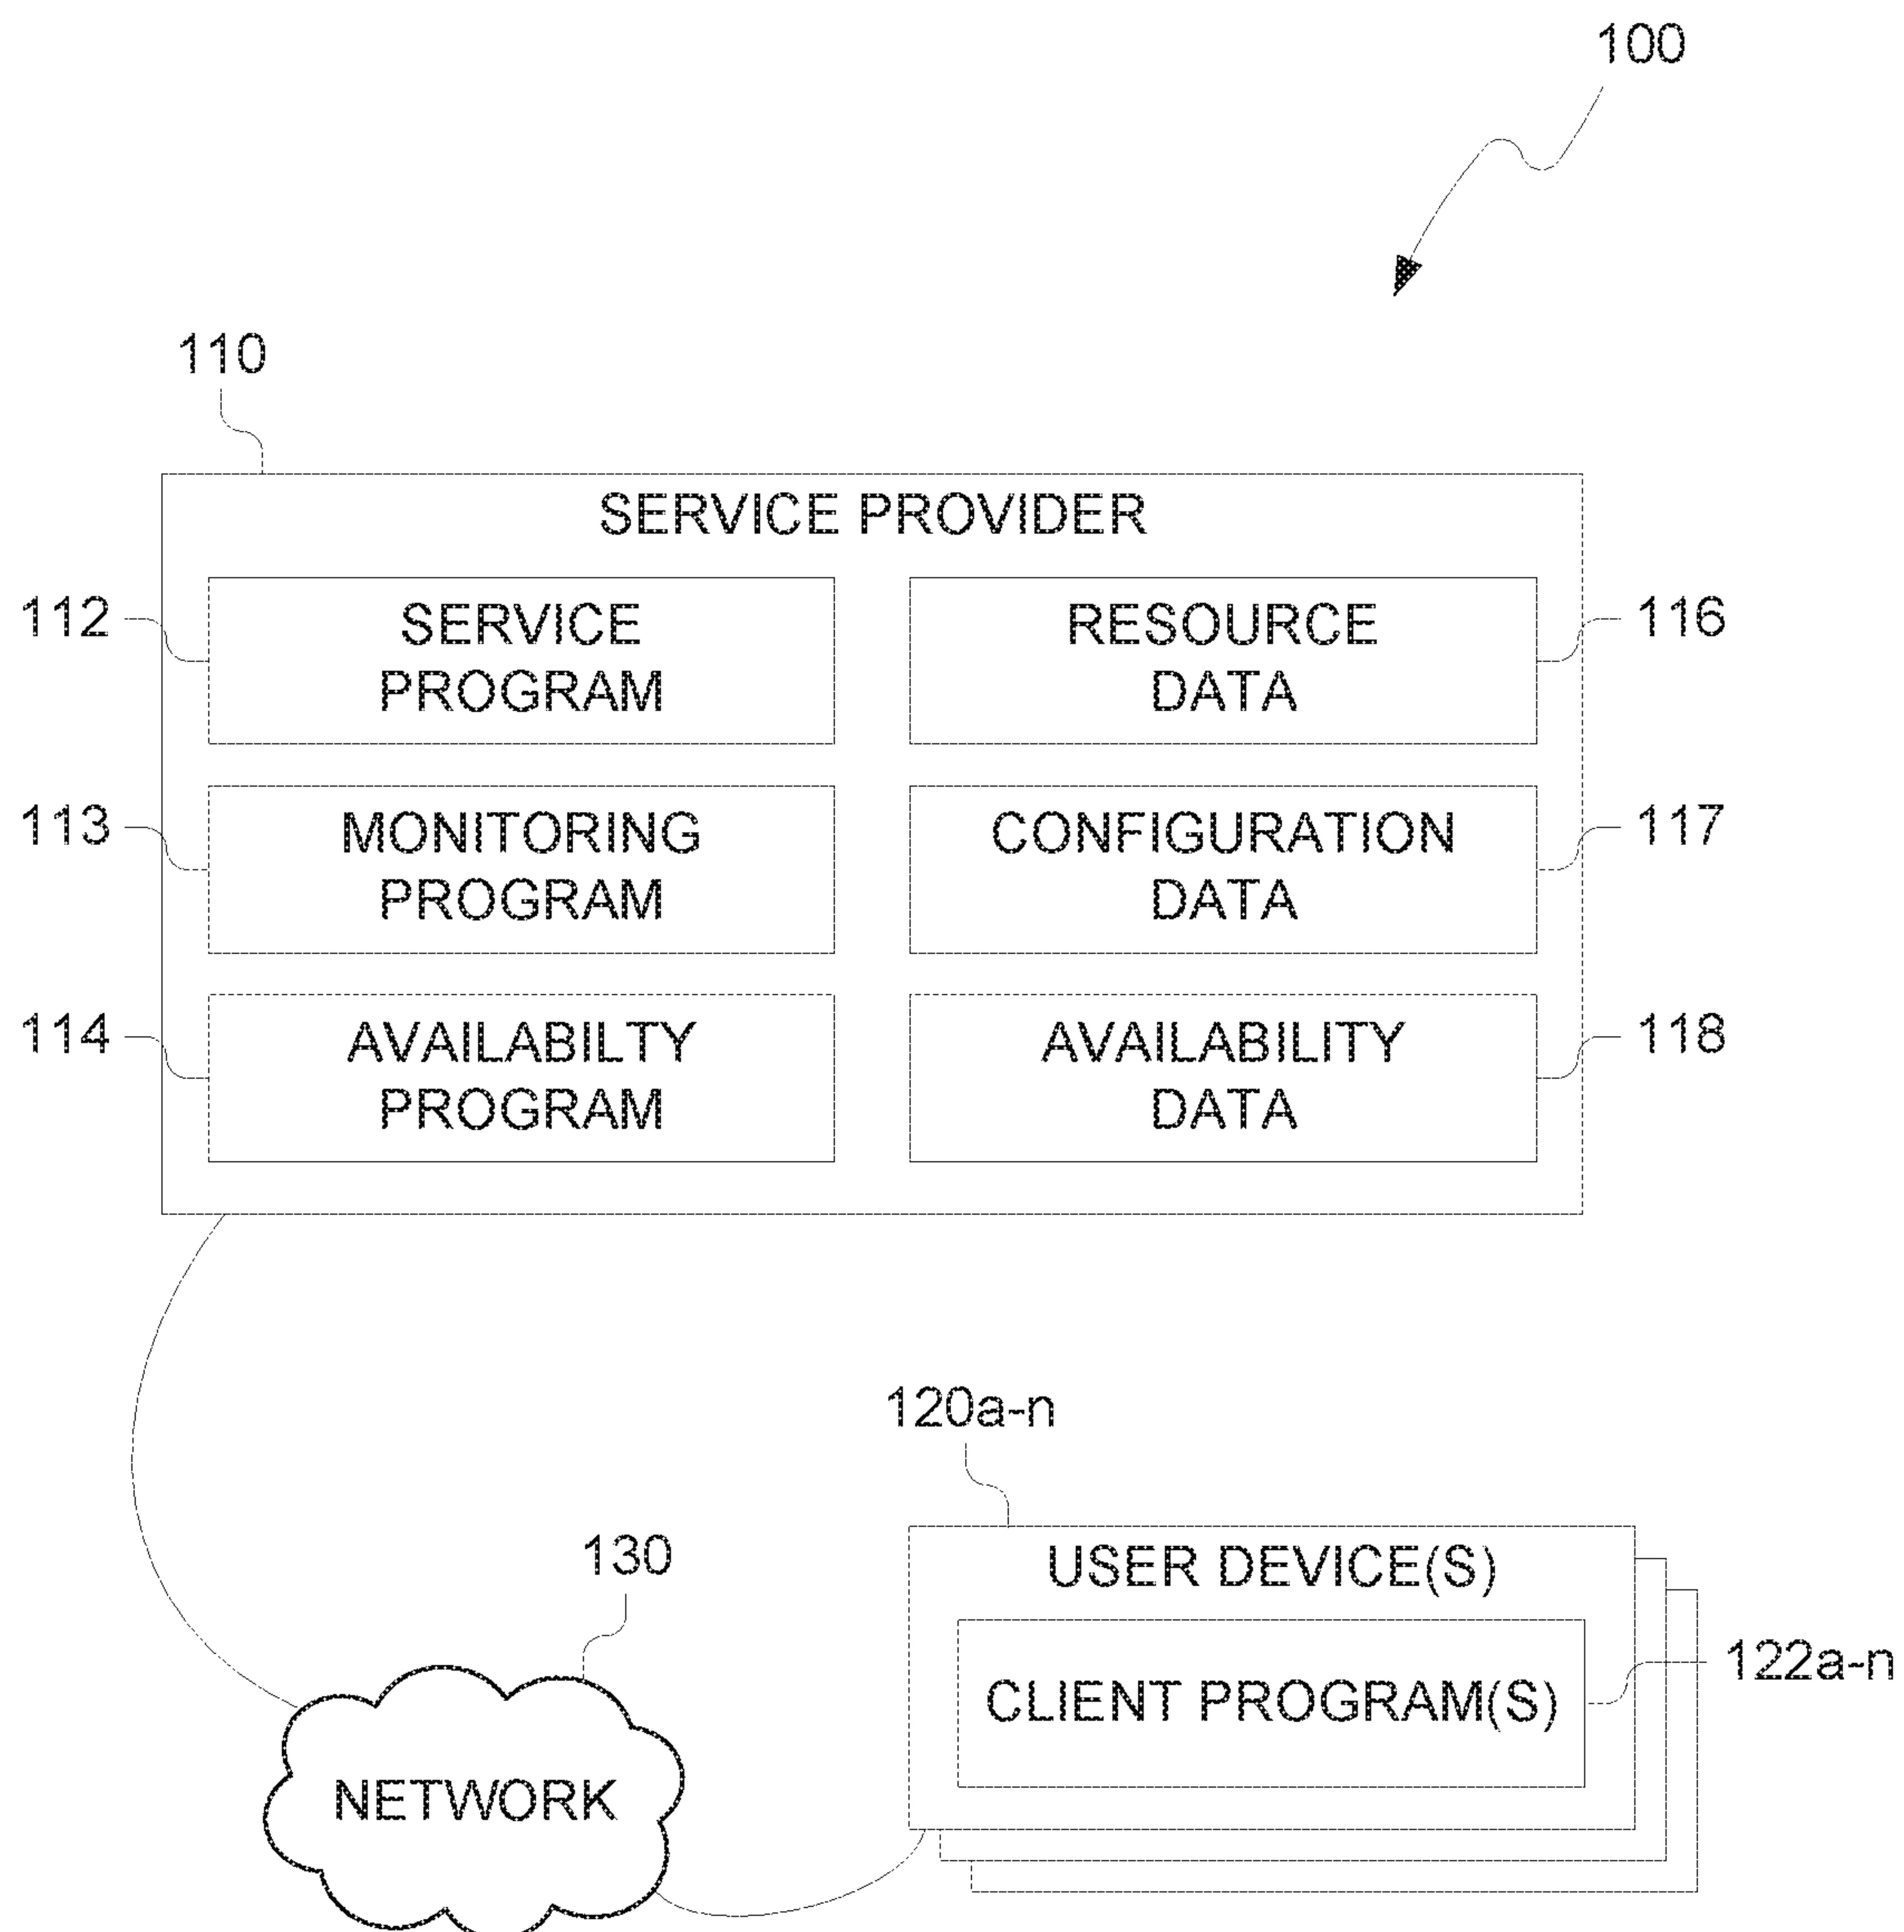 100
110
SERVICE PROVIDER
112
SERVICE
PROGRAM
RESOURCE
DATA
116
113
MONITORING
PROGRAM
CONFIGURATION
DATA
117
114
AVAILABILTY
PROGRAM
AVAILABILITY
DATA
118
120a-n
USER DEVICE(S)
130
CLIENT PROGRAM(S)
122a-n
NETWORK